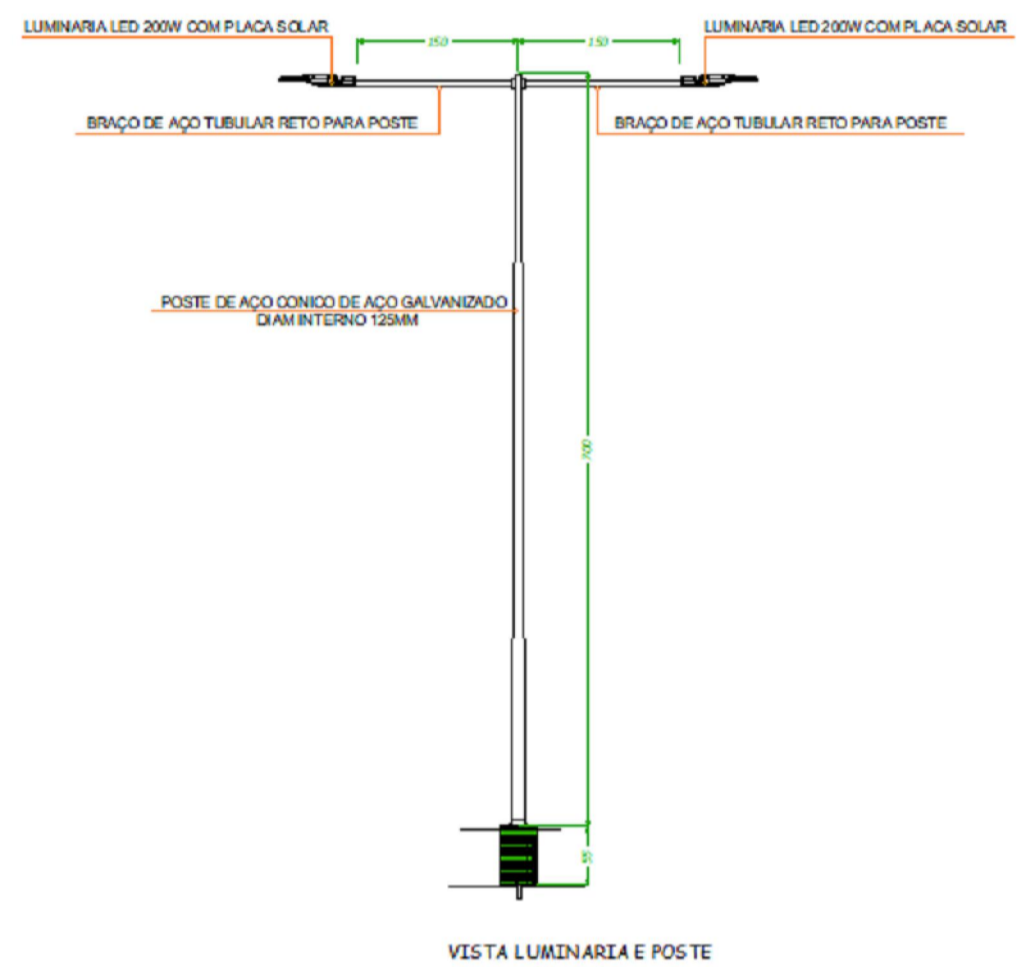 LUMINARIA LED 200W COM PLACA SOLAR
LUMINARIA LED 200W COM PLACA SOLAR
150
150
BRAÇO DE AÇO TUBULAR RETO PARA POSTE
BRAÇO DE AÇO TUBULAR RETO PARA POSTE
POSTE DE AÇO CONICO DE AÇO GALVANIZADO
DIAM INTERNO 125MM
700
55
VISTA LUMINARIA E POSTE